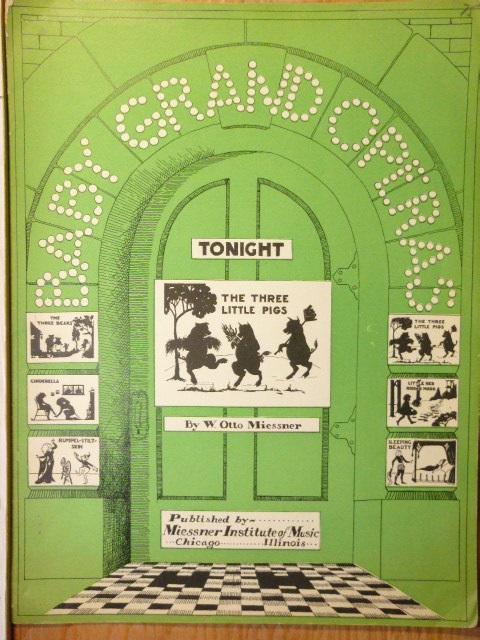 BABY GRAND OPERAS
TONIGHT
THE THREE
LITTLE PIGS
By W. Otto Miessner
THE
THREE BEARS
CINDERELLA
RUMPEL-STILT-
SKIN
THE THREE
LITTLE PIGS
LITTLE RED
RIDING HOOD
SLEEPING
BEAUTY
Published by-
Miessner Institute of Music
Chicago Illinois